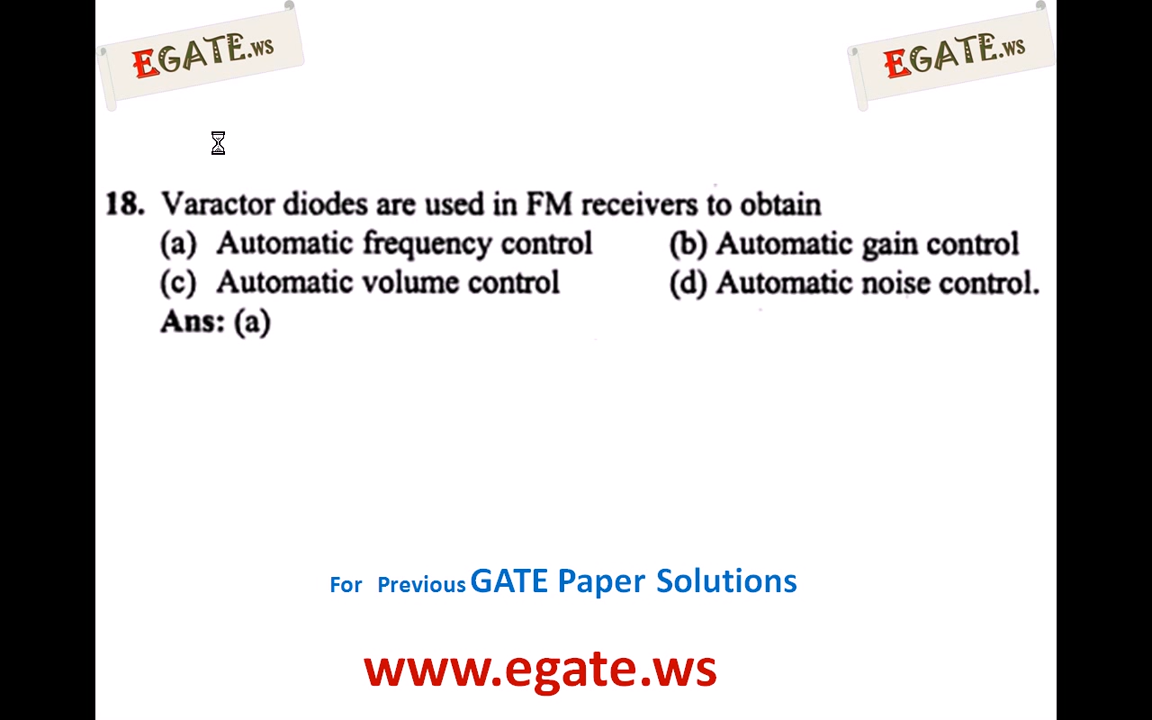 EGATE.ws
EGATE.ws
18. Varactor diodes are used in FM receivers to obtain
(a) Automatic frequency control (b) Automatic gain control
(c) Automatic volume control (d) Automatic noise control.
Ans: (a)
For Previous GATE Paper Solutions
www.egate.ws